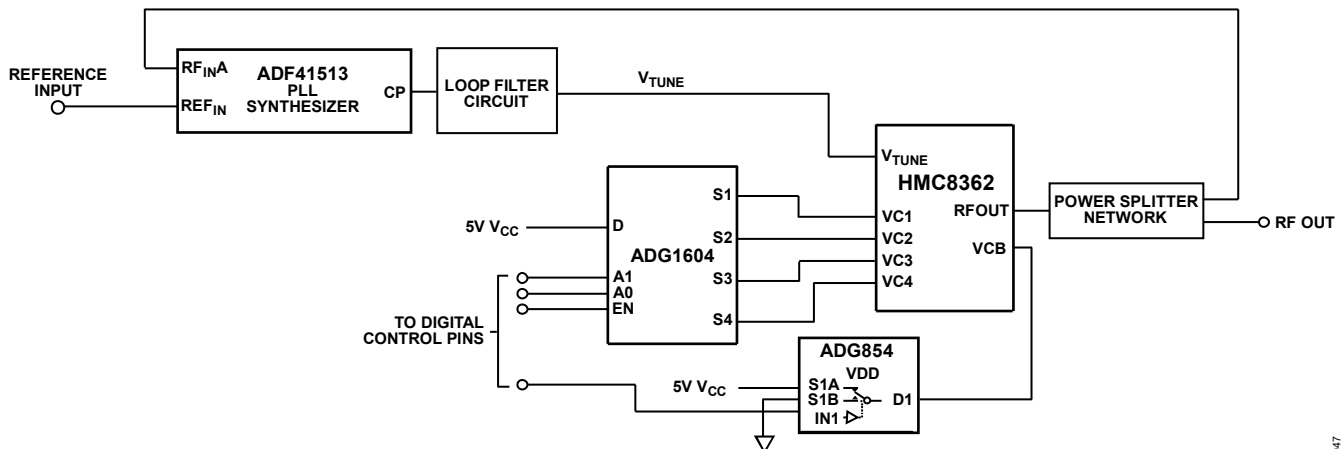 REFERENCE
INPUT
RFINA
REFIN
ADF41513
PLL
SYNTHESIZER
CP
LOOP FILTER
CIRCUIT
VTUNE
VTUNE
HMC8362
VC1
VC2
VC3
VC4
RFOUT
VCB
POWER SPLITTER
NETWORK
RF OUT
5V VCC
D
ADG1604
A1
A0
EN
S1
S2
S3
S4
TO DIGITAL
CONTROL PINS
ADG854
VDD
5V VCC
S1A
S1B
IN1
D1